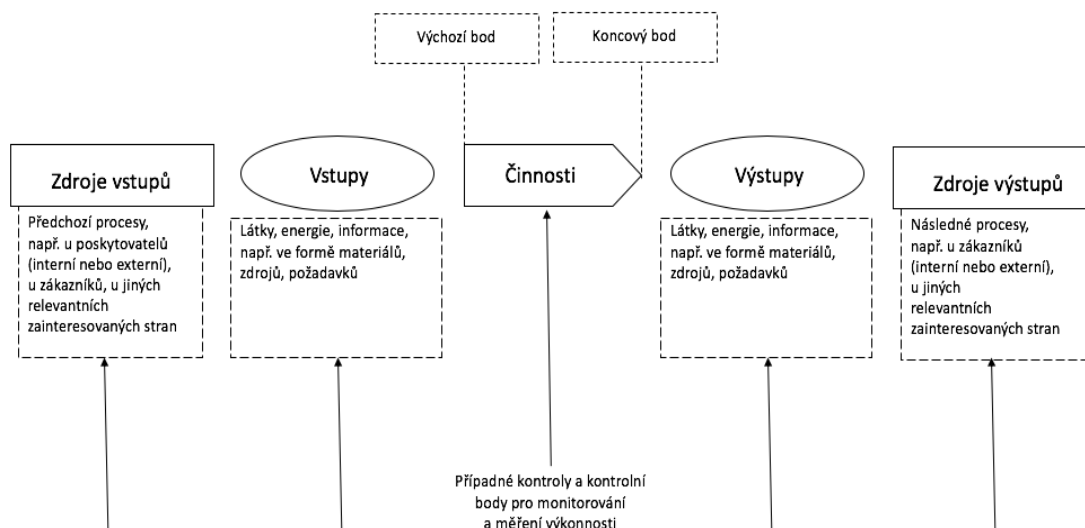 Výchozí bod
Koncový bod
Zdroje vstupů
Vstupy
Činnosti
Výstupy
Zdroje výstupů
Předchozí procesy,
např. u poskytovatelů
(interní nebo externí),
u zákazníků, u jiných
relevantních
zainteresovaných stran
Látky, energie, informace,
např. ve formě materiálů,
zdrojů, požadavků
Látky, energie, informace,
např. ve formě materiálů,
zdrojů, požadavků
Následné procesy,
např. u zákazníků
(interní nebo externí),
u jiných
relevantních
zainteresovaných stran
Případné kontroly a kontrolní
body pro monitorování
a měření výkonnosti